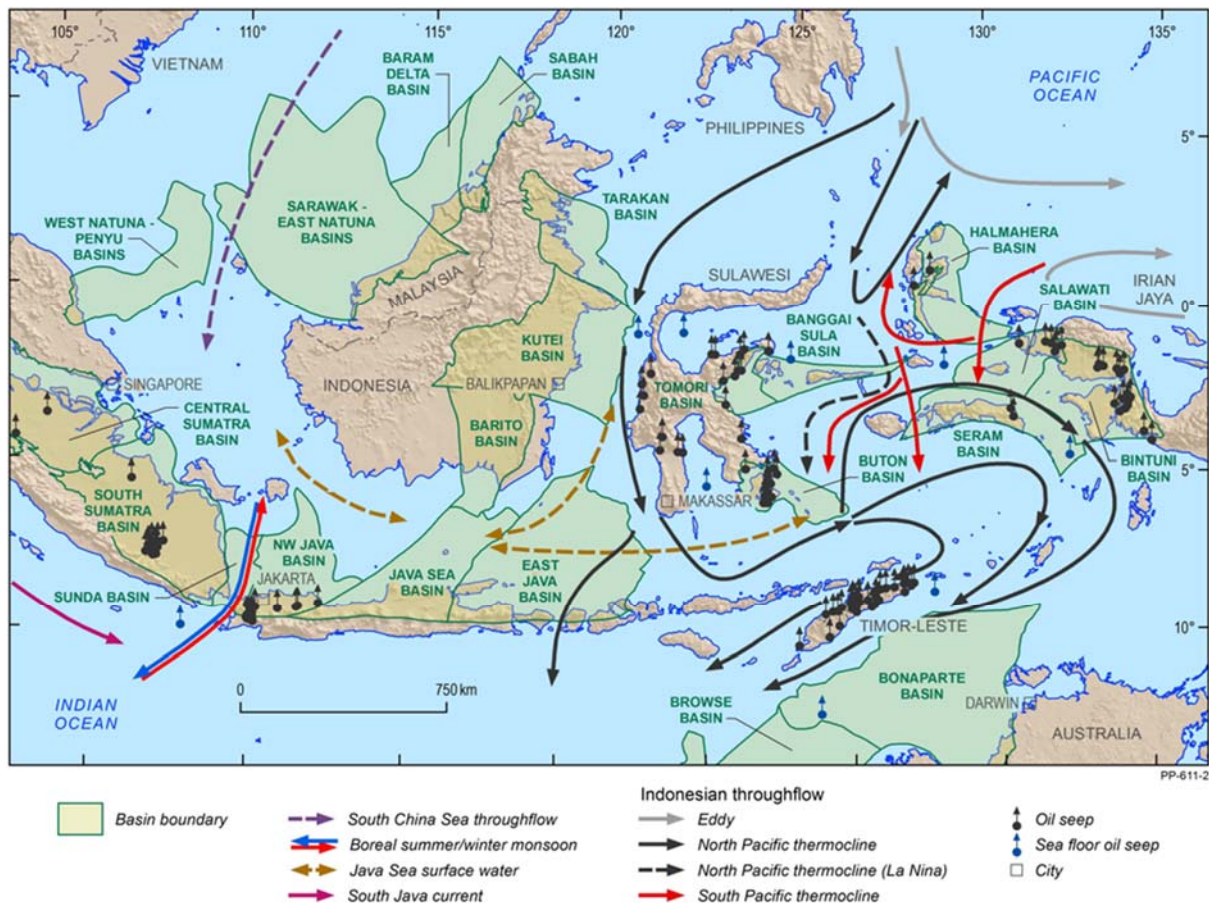 105°
110°
115°
120°
125°
130°
135°
VIETNAM
BARAM
DELTA
BASIN
SABAH
BASIN
PACIFIC
OCEAN
PHILIPPINES
5°
WEST NATUNA -
PENYU
BASINS
SARAWAK -
EAST NATUNA
BASINS
TARAKAN
BASIN
HALMAHERA
BASIN
MALAYSIA
SULAWESI
SALAWATI
BASIN
IRIAN
JAYA
0°
KUTEI
BASIN
BANGGAI
SULA
BASIN
SINGAPORE
INDONESIA
BALIKPAPAN
TOMORI
BASIN
CENTRAL
SUMATRA
BASIN
BARITO
BASIN
SERAM
BASIN
BUTON
BASIN
BINTUNI
BASIN
5°
SOUTH
SUMATRA
BASIN
MAKASSAR
NW JAVA
BASIN
JAKARTA
SUNDA BASIN
JAVA SEA
BASIN
EAST
JAVA
BASIN
TIMOR-LESTE
10°
INDIAN
OCEAN
0
750 km
BROWSE
BASIN
BONAPARTE
BASIN
DARWIN
AUSTRALIA
PP-611-2
Basin boundary
South China Sea throughflow
Boreal summer/winter monsoon
Java Sea surface water
South Java current
Indonesian throughflow
Eddy
North Pacific thermocline
North Pacific thermocline (La Nina)
South Pacific thermocline
Oil seep
Sea floor oil seep
City